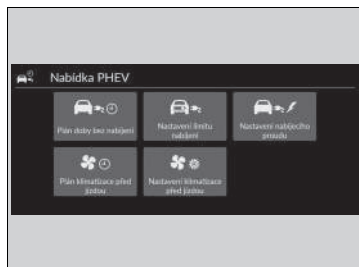 Nabídka PHEV
Plán doby bez nabíjení
Nastavení limitu
nabíjení
Nastavení nabíjecího
proudu
Plán klimatizace před
jízdou
Nastavení klimatizace
před jízdou